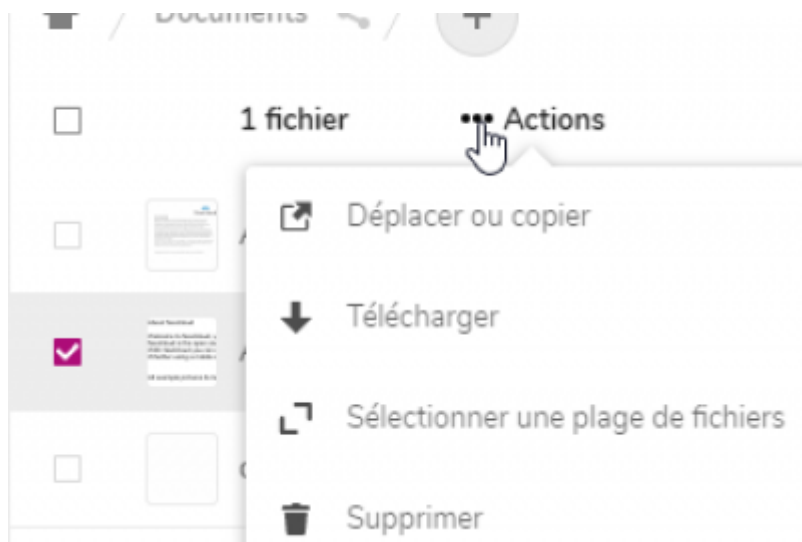 Documents
1 fichier ••• Actions
Déplacer ou copier
Télécharger
Sélectionner une plage de fichiers
Supprimer